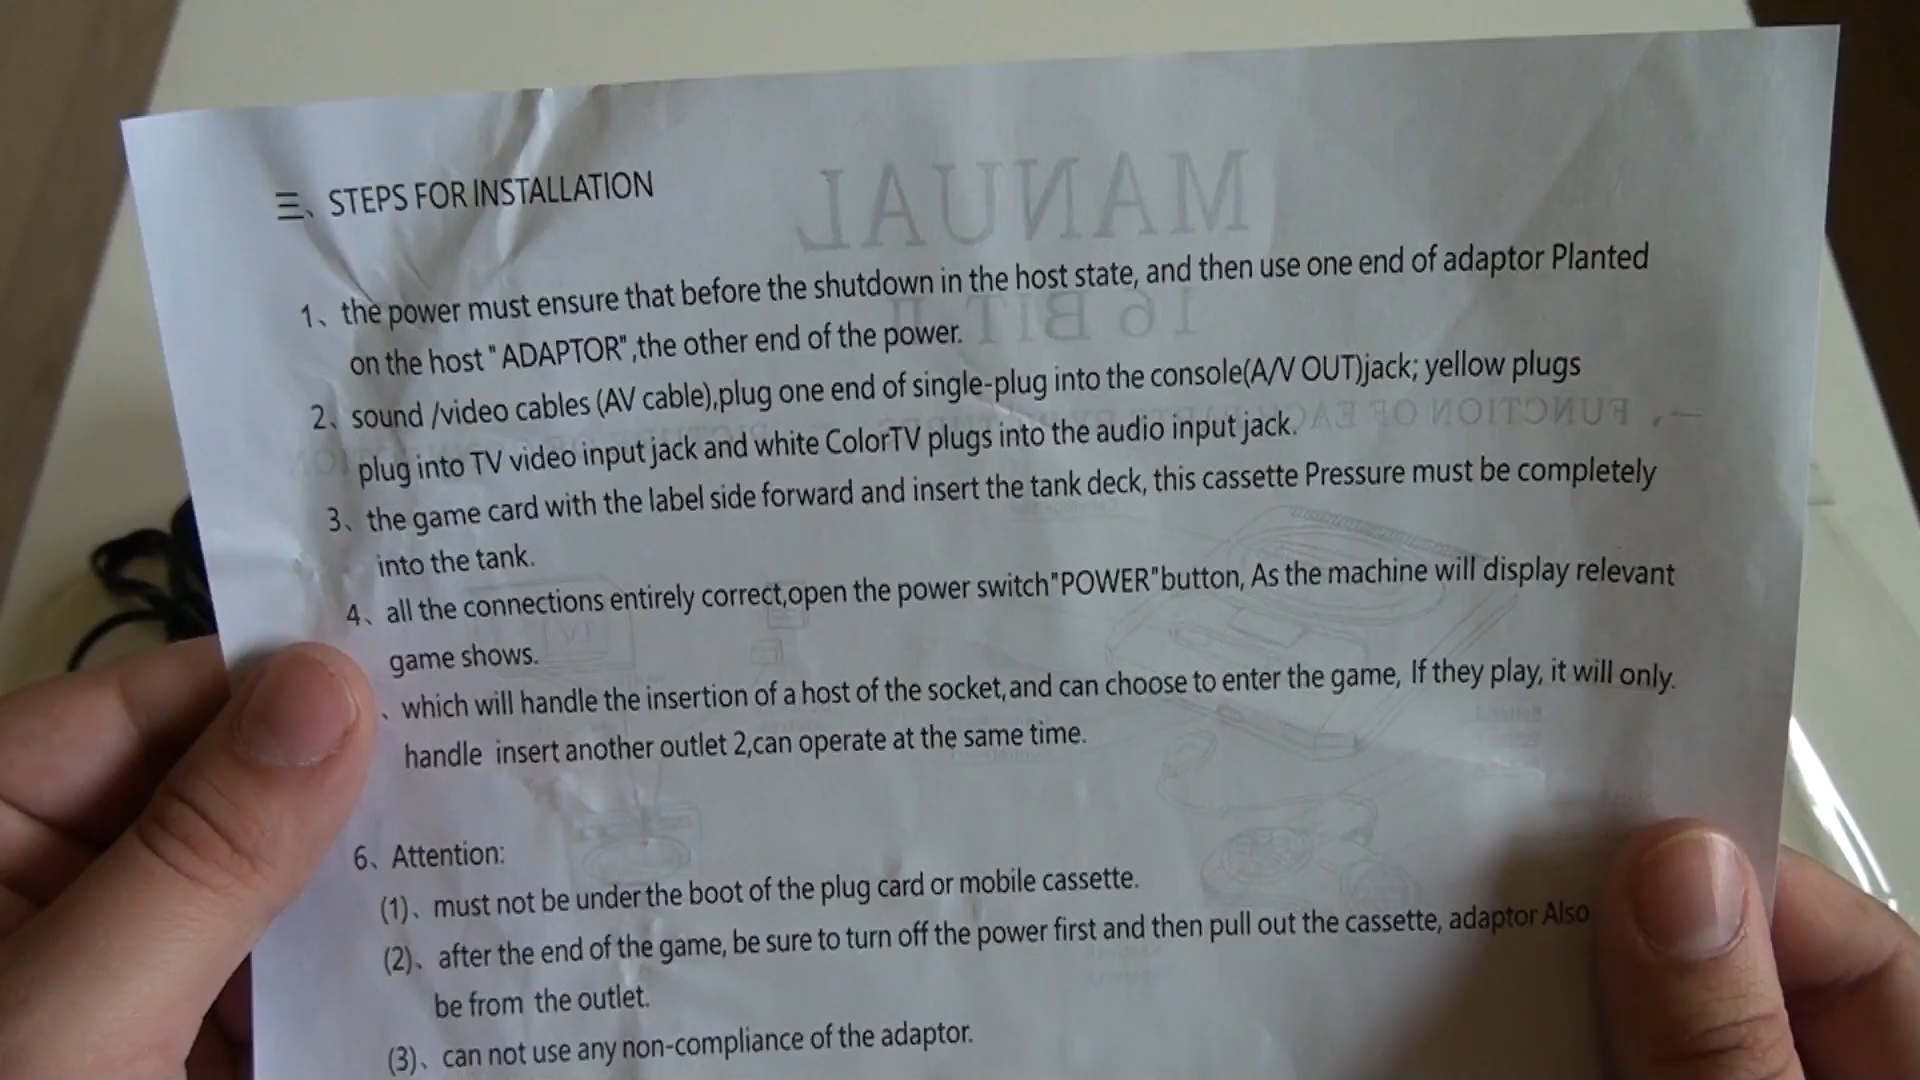 三、STEPS FOR INSTALLATION
1、the power must ensure that before the shutdown in the host state, and then use one end of adaptor Planted
on the host "ADAPTOR",the other end of the power.
2、sound /video cables (AV cable),plug one end of single-plug into the console(A/V OUT)jack; yellow plugs
plug into TV video input jack and white ColorTV plugs into the audio input jack.
3、the game card with the label side forward and insert the tank deck, this cassette Pressure must be completely
into the tank.
4、all the connections entirely correct,open the power switch"POWER"button, As the machine will display relevant
game shows.
、which will handle the insertion of a host of the socket,and can choose to enter the game, If they play, it will only.
handle insert another outlet 2,can operate at the same time.
6、Attention:
(1)、must not be under the boot of the plug card or mobile cassette.
(2)、after the end of the game, be sure to turn off the power first and then pull out the cassette, adaptor Also
be from the outlet.
(3)、can not use any non-compliance of the adaptor.
MANUAL
16 BIT